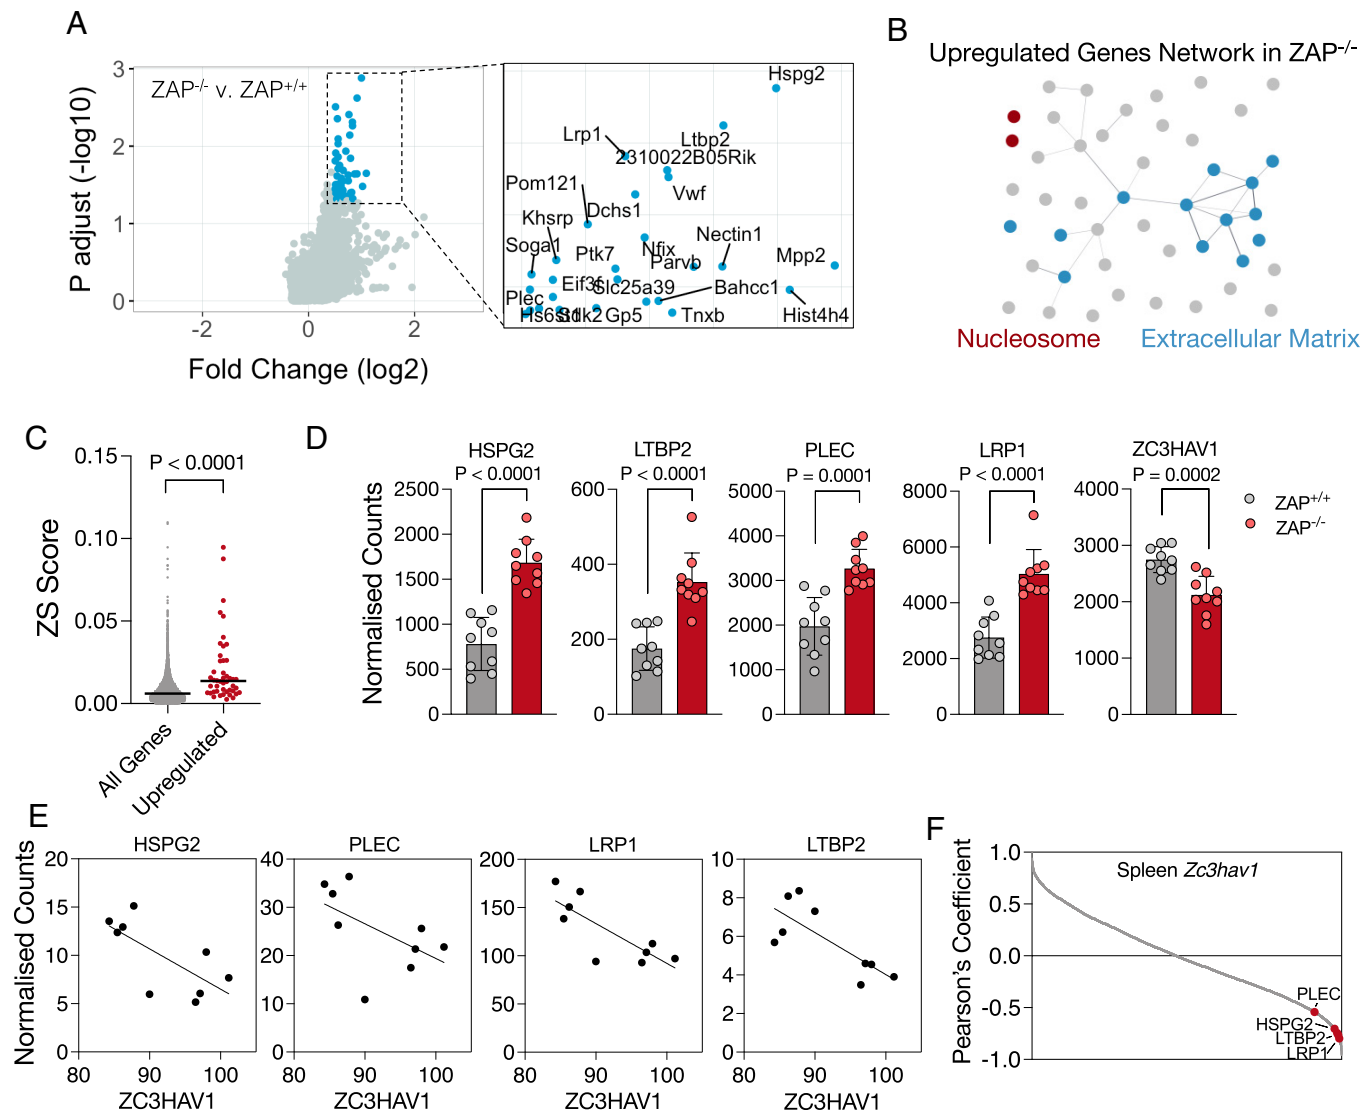 A
ZAP-/- v. ZAP+/+
P adjust (-log10)
3
2
1
0
-2
0
2
Fold Change (log2)
Hspg2
Lrp1
Ltbp2
2310022B05Rik
Pom121
Vwf
Dchs1
Khsrp
Soga1
Ptk7
Nfix
Nectin1
Parvb
Mpp2
Eif3f
Slc25a39
Bahcc1
Plec
Gp5
Tnxb
Hist4h4
B
Upregulated Genes Network in ZAP-/-
Nucleosome
Extracellular Matrix
C
ZS Score
0.15
0.10
0.05
0.00
P < 0.0001
All Genes
Upregulated
D
Normalised Counts
HSPG2
P < 0.0001
2500
2000
1500
1000
500
0
LTBP2
P < 0.0001
600
400
200
0
PLEC
P = 0.0001
5000
4000
3000
2000
1000
0
LRP1
P < 0.0001
8000
6000
4000
2000
0
ZC3HAV1
P = 0.0002
4000
3000
2000
1000
0
ZAP+/+
ZAP-/-
E
Normalised Counts
HSPG2
20
15
10
5
0
80
90
100
ZC3HAV1
PLEC
40
30
20
10
0
80
90
100
ZC3HAV1
LRP1
200
150
100
50
0
80
90
100
ZC3HAV1
LTBP2
10
8
6
4
2
0
80
90
100
ZC3HAV1
F
Pearson's Coefficient
1.0
0.5
0.0
-0.5
-1.0
Spleen Zc3hav1
PLEC
HSPG2
LTBP2
LRP1